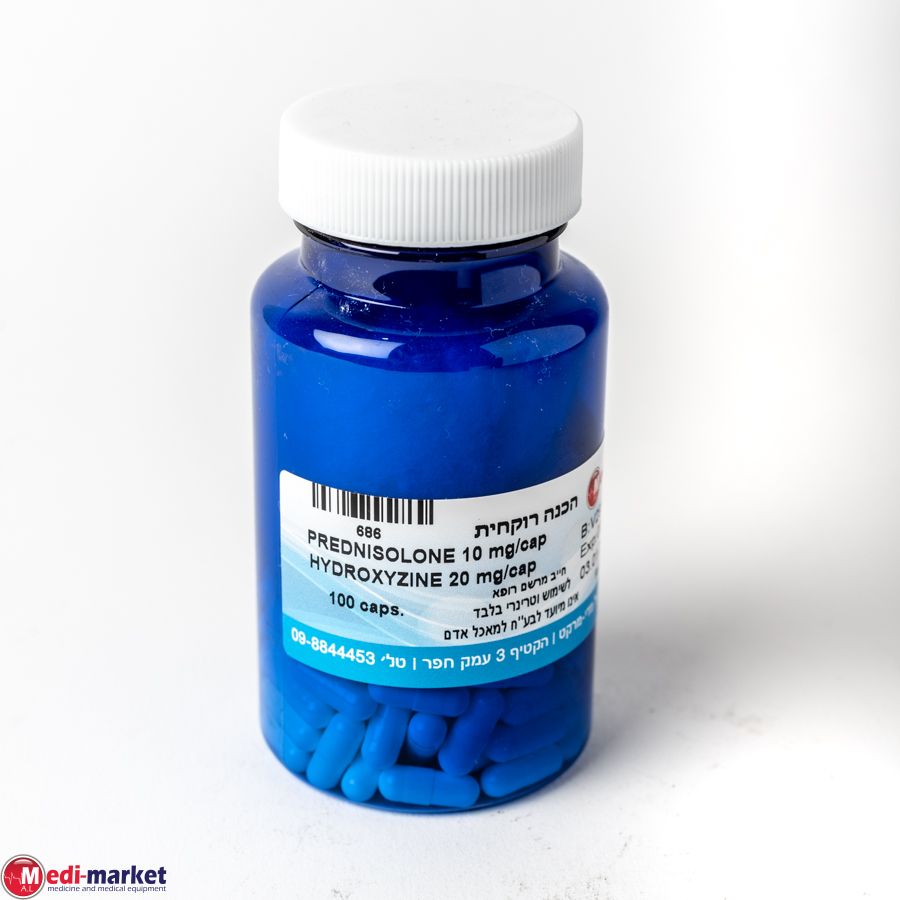 הכנה רוקחית
686
PREDNISOLONE 10 mg/cap
HYDROXYZINE 20 mg/cap
100 caps.
חייב מרשם רופא
לשימוש וטרינרי בלבד
אינו מיועד לבע"ח למאכל אדם
הקטיף 3 עמק חפר | טל׳ 09-8844453
Medi-market
A.L
medicine and medical equipment